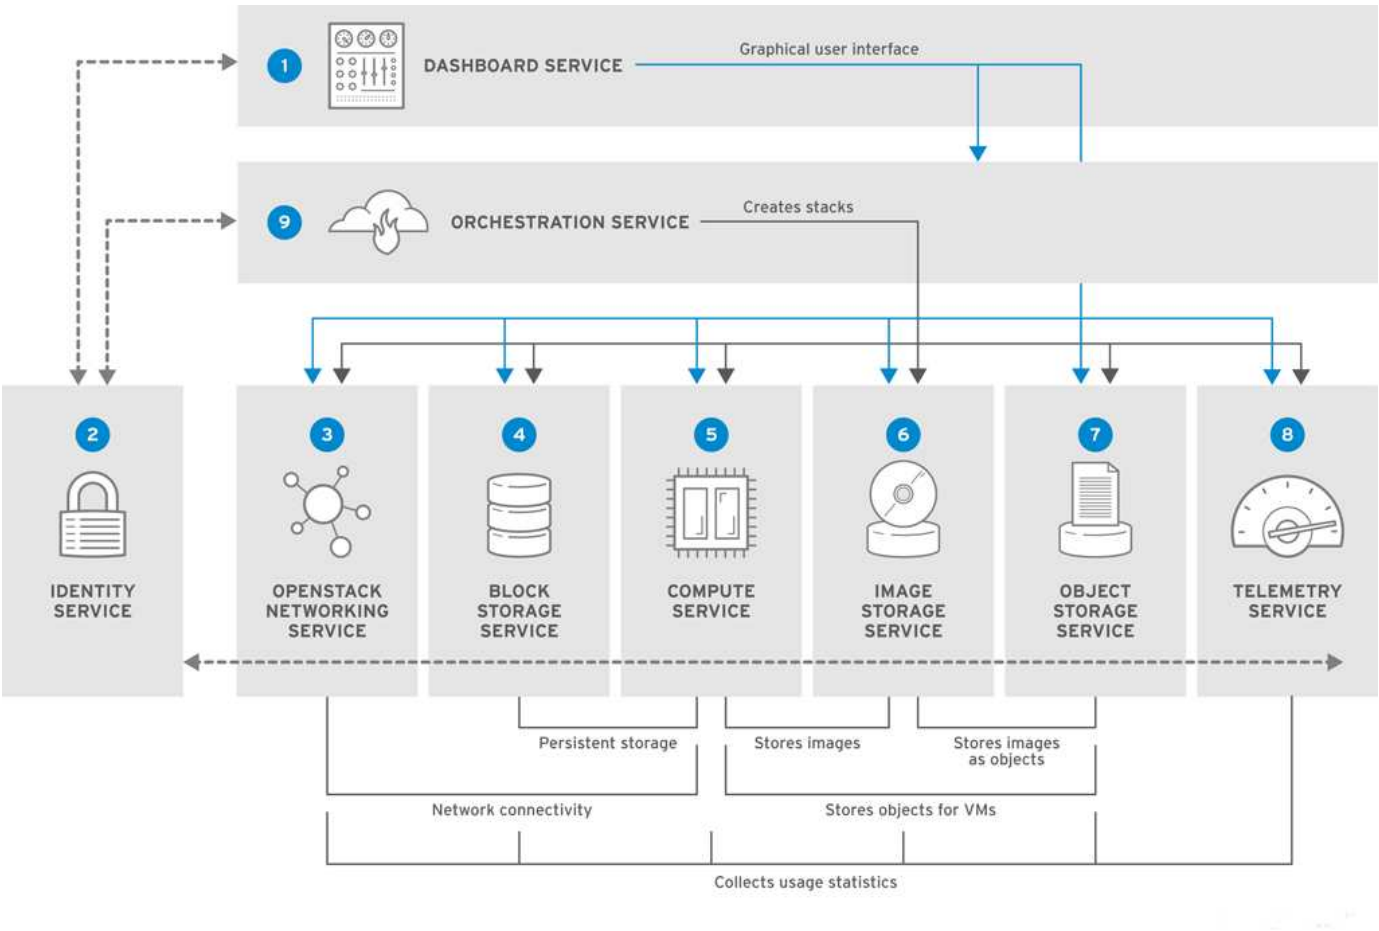 1
DASHBOARD SERVICE
Graphical user interface
9
ORCHESTRATION SERVICE
Creates stacks
2
IDENTITY
SERVICE
3
OPENSTACK
NETWORKING
SERVICE
4
BLOCK
STORAGE
SERVICE
5
COMPUTE
SERVICE
6
IMAGE
STORAGE
SERVICE
7
OBJECT
STORAGE
SERVICE
8
TELEMETRY
SERVICE
Persistent storage
Stores images
Stores images
as objects
Network connectivity
Stores objects for VMs
Collects usage statistics